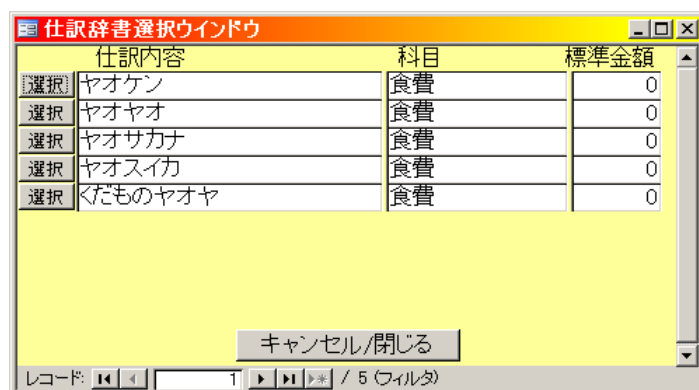 仕訳辞書選択ウインドウ
仕訳内容 科目 標準金額
選択 ヤオケン 食費 0
選択 ヤオヤオ 食費 0
選択 ヤオサカナ 食費 0
選択 ヤオスイカ 食費 0
選択 くだものヤオヤ 食費 0
キャンセル/閉じる
レコード: 1 / 5 (フィルタ)